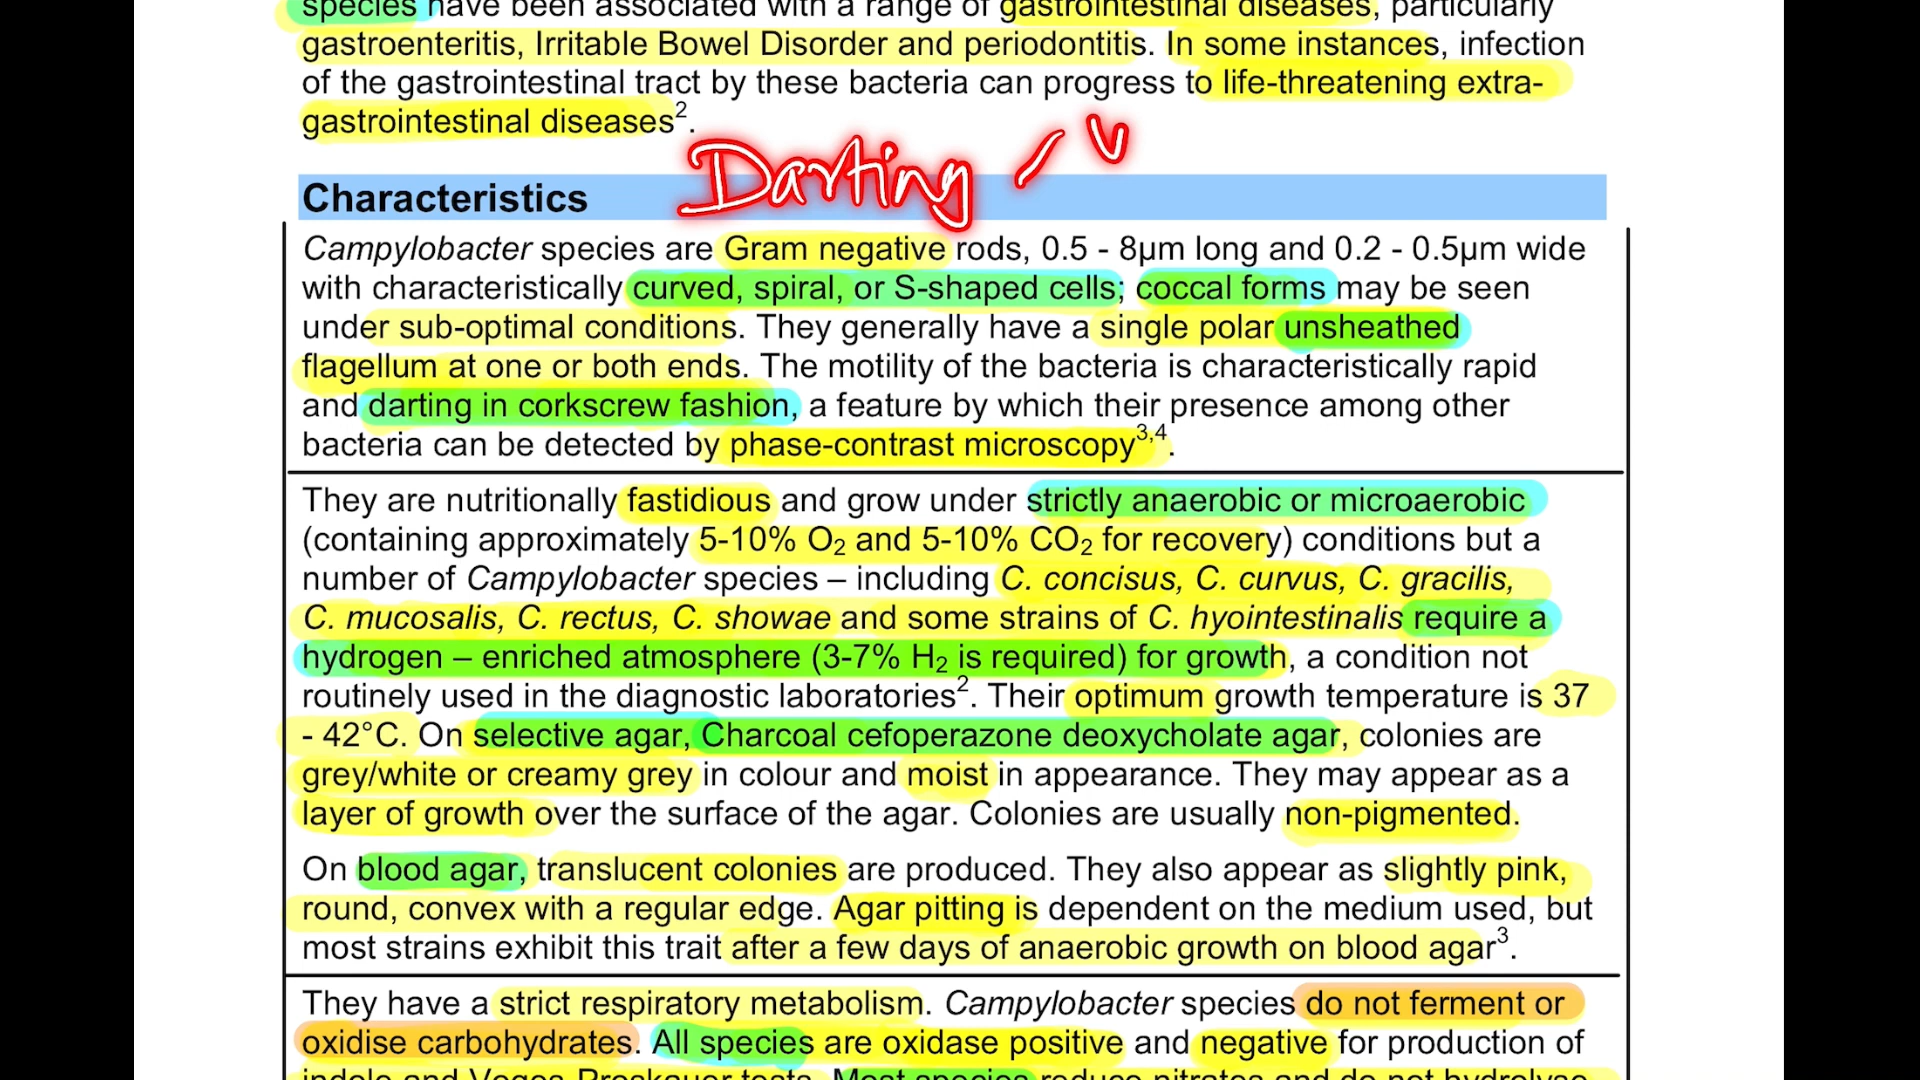 species have been associated with a range of gastrointestinal diseases, particularly
gastroenteritis, Irritable Bowel Disorder and periodontitis. In some instances, infection
of the gastrointestinal tract by these bacteria can progress to life-threatening extra-
gastrointestinal diseases2.
Darting
Characteristics
Campylobacter species are Gram negative rods, 0.5 - 8µm long and 0.2 - 0.5µm wide
with characteristically curved, spiral, or S-shaped cells; coccal forms may be seen
under sub-optimal conditions. They generally have a single polar unsheathed
flagellum at one or both ends. The motility of the bacteria is characteristically rapid
and darting in corkscrew fashion, a feature by which their presence among other
bacteria can be detected by phase-contrast microscopy3,4.
They are nutritionally fastidious and grow under strictly anaerobic or microaerobic
(containing approximately 5-10% O2 and 5-10% CO2 for recovery) conditions but a
number of Campylobacter species – including C. concisus, C. curvus, C. gracilis,
C. mucosalis, C. rectus, C. showae and some strains of C. hyointestinalis require a
hydrogen – enriched atmosphere (3-7% H2 is required) for growth, a condition not
routinely used in the diagnostic laboratories2. Their optimum growth temperature is 37
- 42°C. On selective agar, Charcoal cefoperazone deoxycholate agar, colonies are
grey/white or creamy grey in colour and moist in appearance. They may appear as a
layer of growth over the surface of the agar. Colonies are usually non-pigmented.
On blood agar, translucent colonies are produced. They also appear as slightly pink,
round, convex with a regular edge. Agar pitting is dependent on the medium used, but
most strains exhibit this trait after a few days of anaerobic growth on blood agar3.
They have a strict respiratory metabolism. Campylobacter species do not ferment or
oxidise carbohydrates. All species are oxidase positive and negative for production of
indole and Voges-Proskauer tests. Most species reduce nitrates and do not hydrolyse